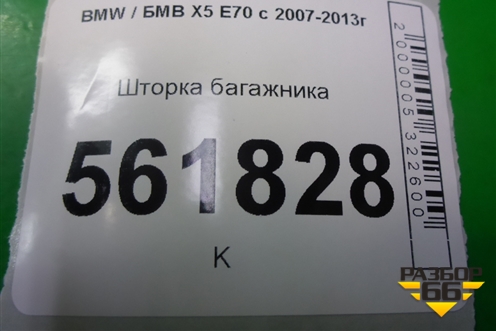 BMW / БМВ X5 E70 с 2007-2013г
Шторка багажника
561828
К
2000005322600
РАЗБОР
66